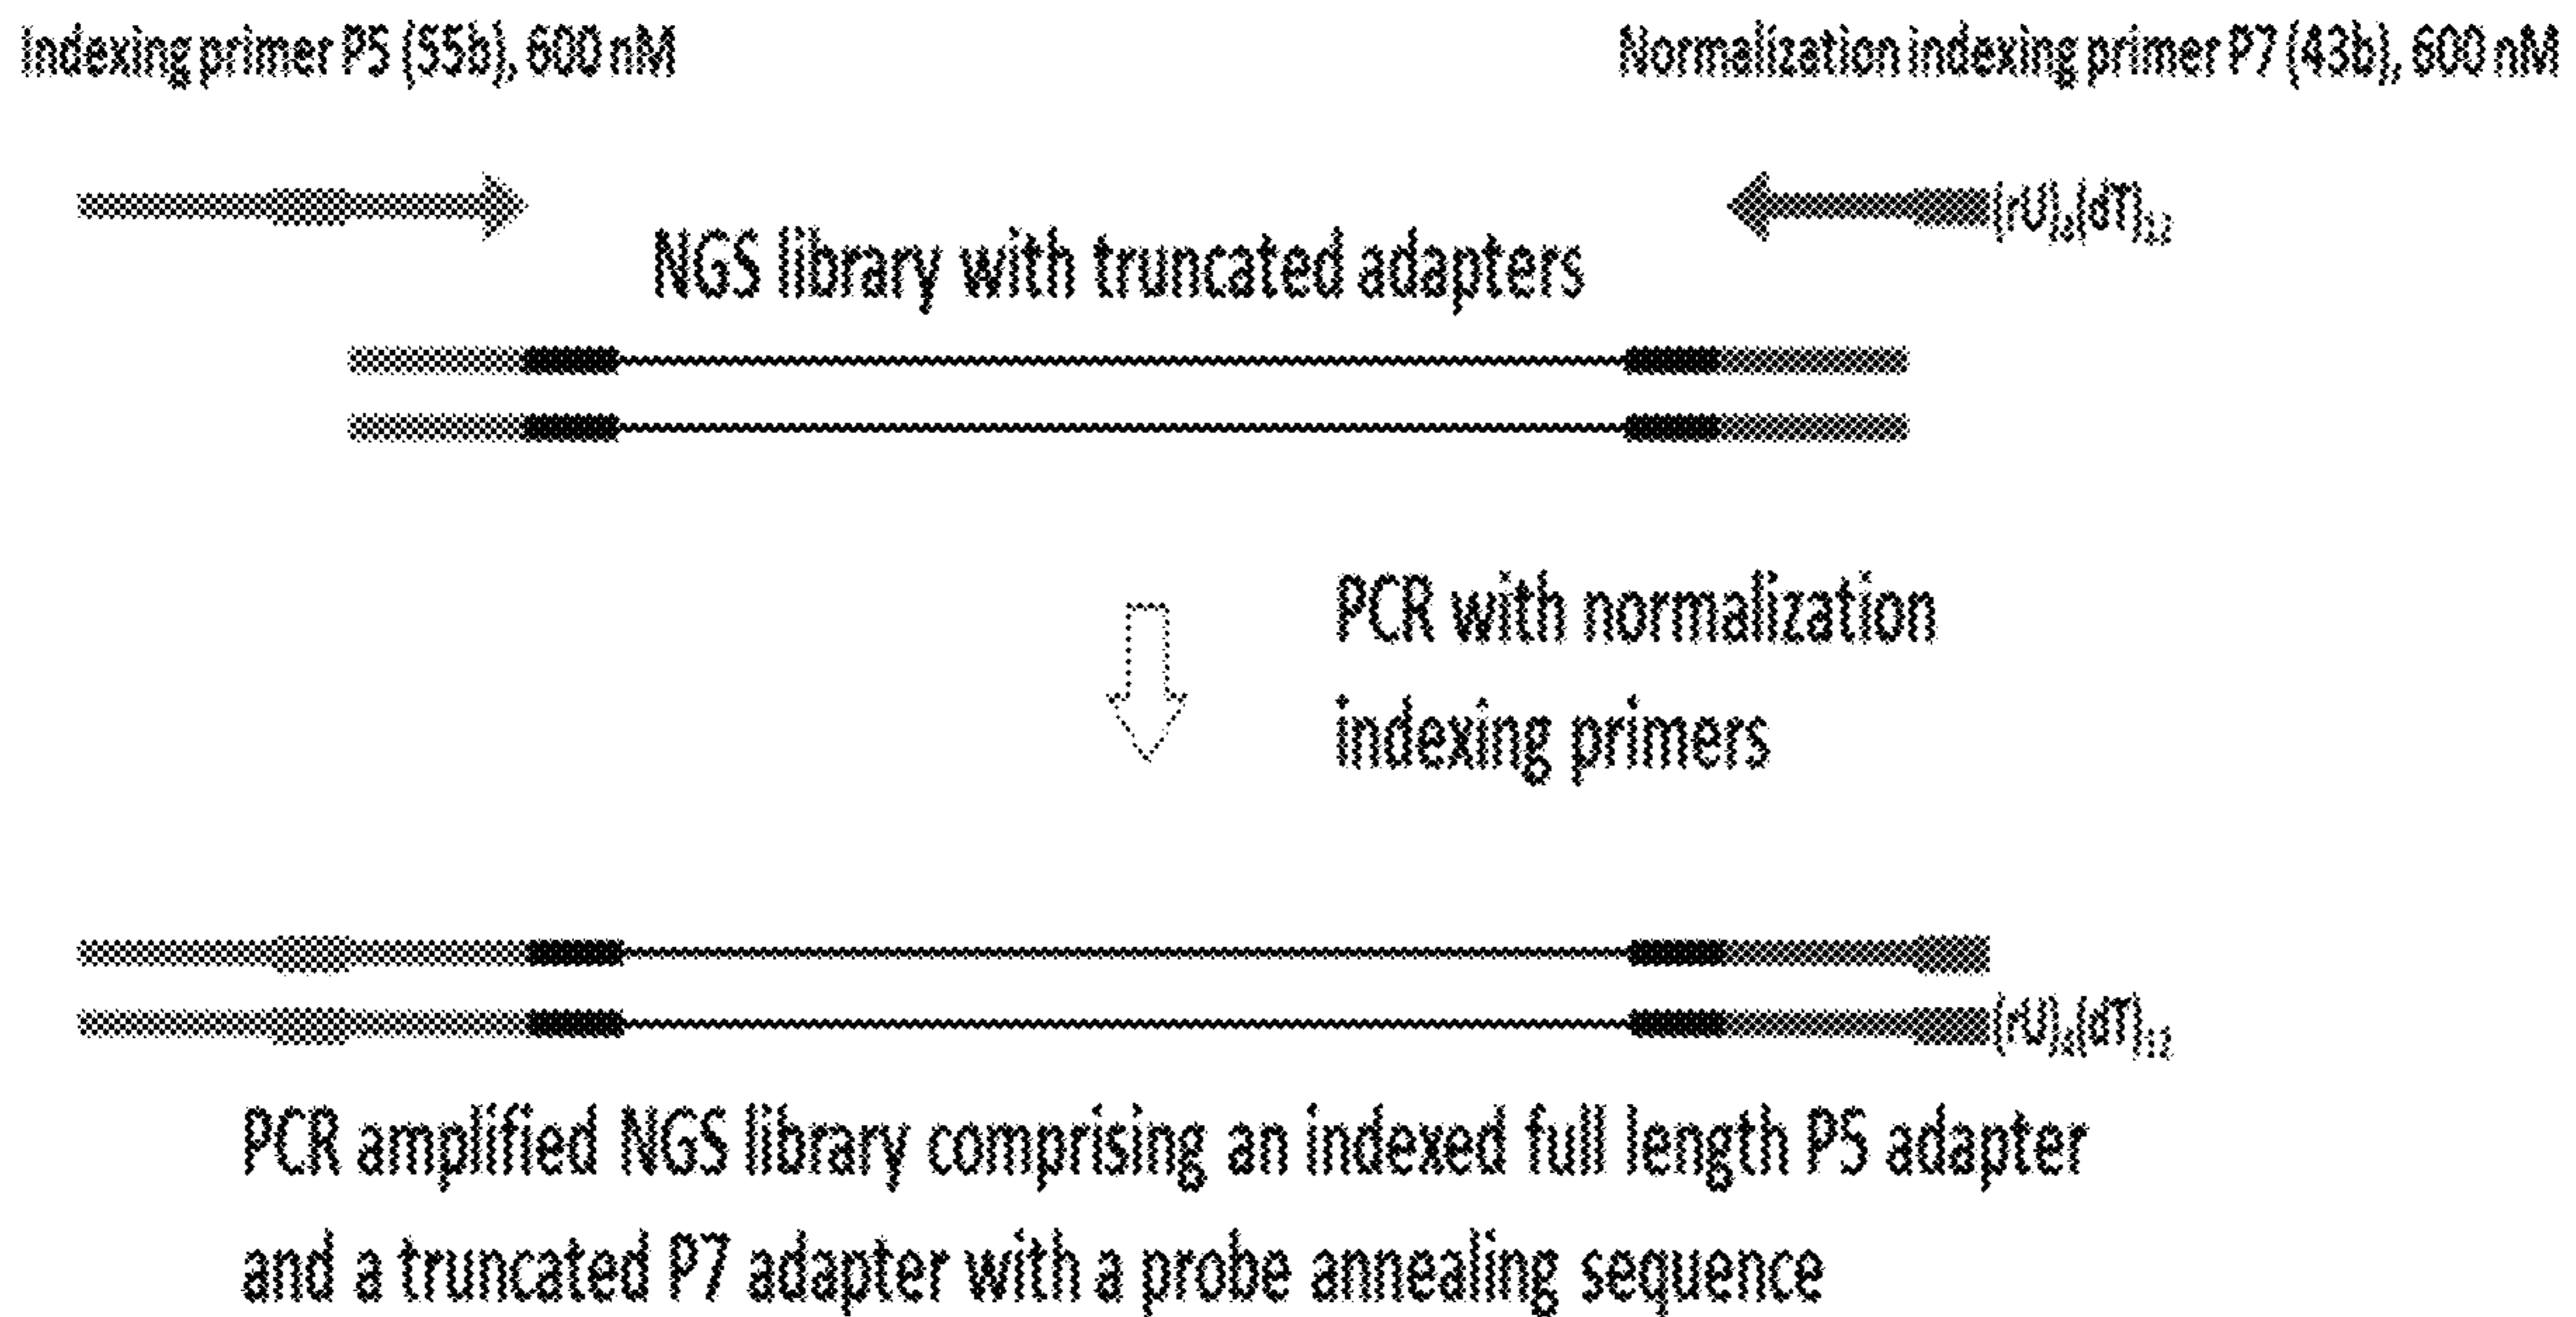 Indexing primer P5 (55b), 600 nM
Normalization indexing primer P7 (43b), 600 nM
NGS library with truncated adapters
PCR with normalization
indexing primers
PCR amplified NGS library comprising an indexed full length P5 adapter
and a truncated P7 adapter with a probe annealing sequence